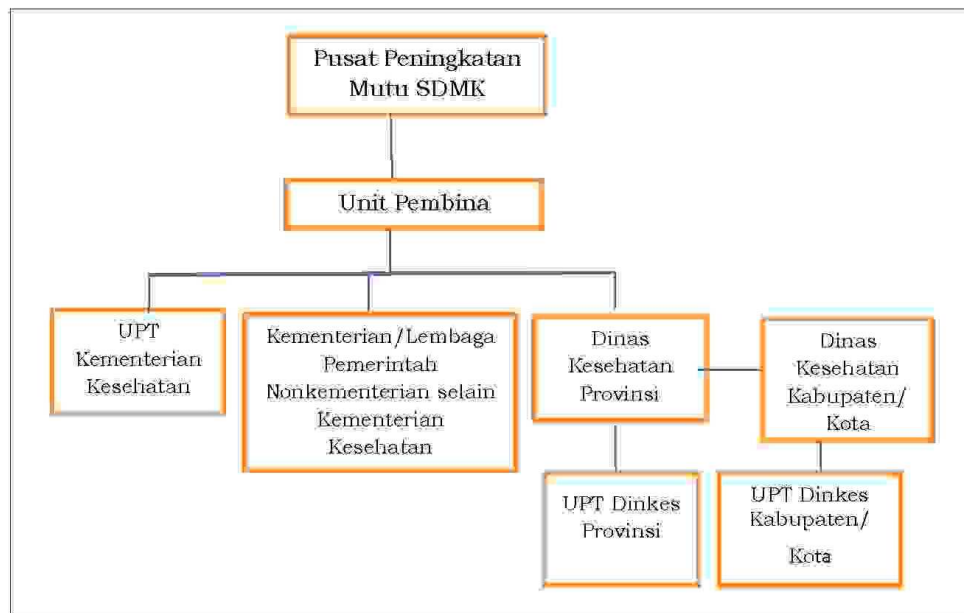 Pusat Peningkatan
Mutu SDMK
Unit Pembina
UPT
Kementerian
Kesehatan
Kementerian/Lembaga
Pemerintah
Nonkementerian selain
Kementerian
Kesehatan
Dinas
Kesehatan
Provinsi
Dinas
Kesehatan
Kabupaten/
Kota
UPT Dinkes
Provinsi
UPT Dinkes
Kabupaten/
Kota